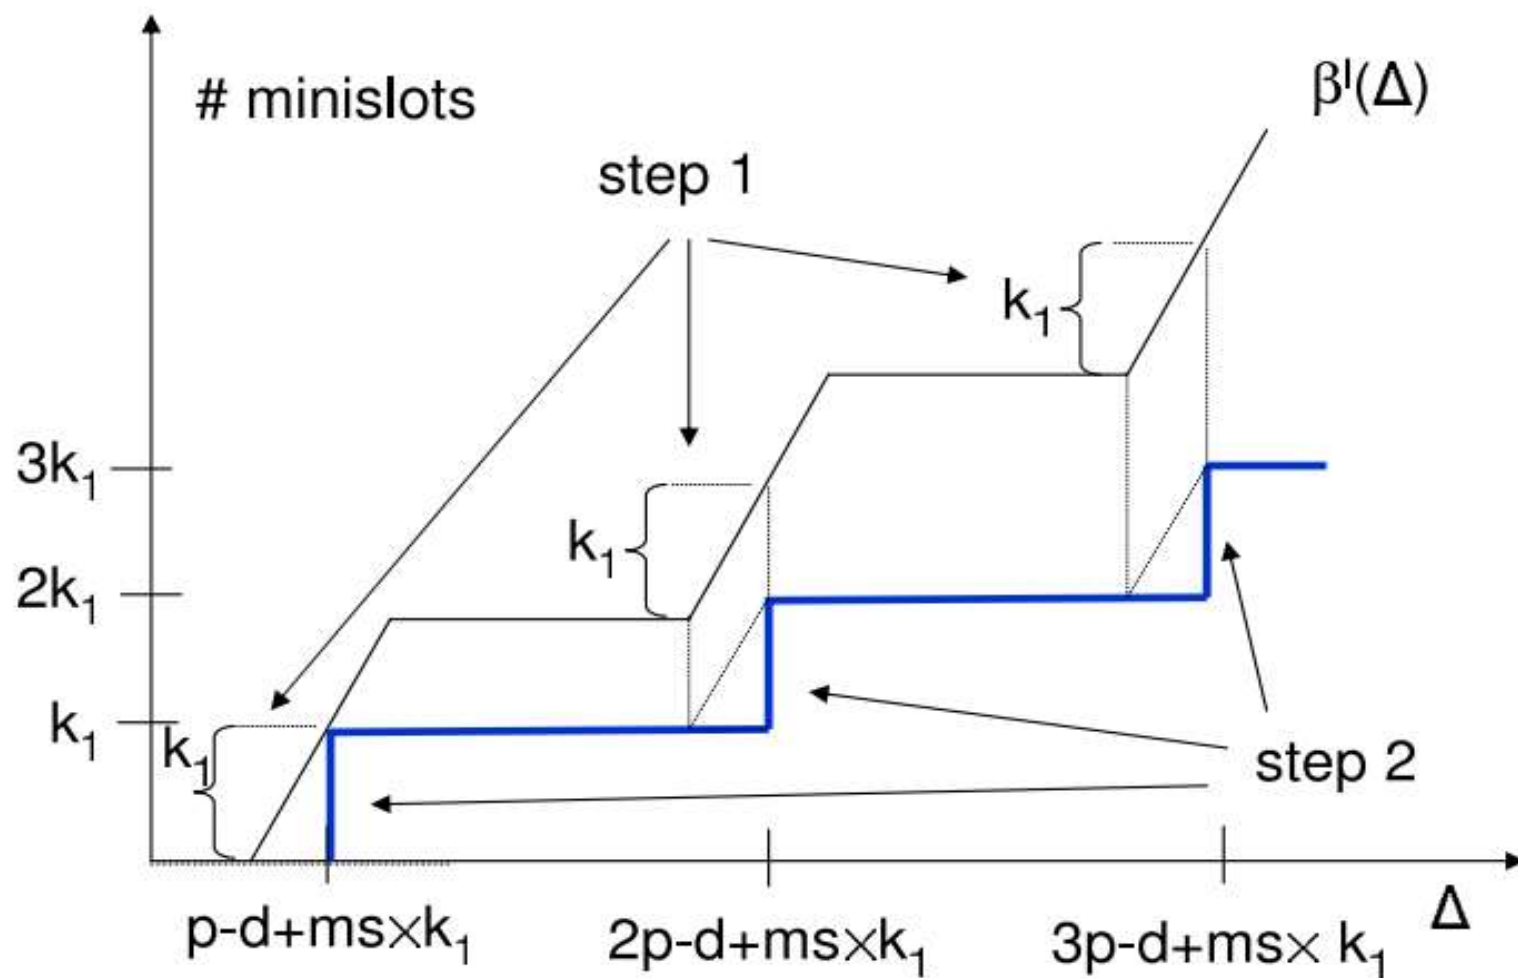 # minislots
βˡ(Δ)
step 1
k₁
3k₁
k₁
2k₁
k₁
k₁
step 2
Δ
p-d+ms×k₁
2p-d+ms×k₁
3p-d+ms× k₁